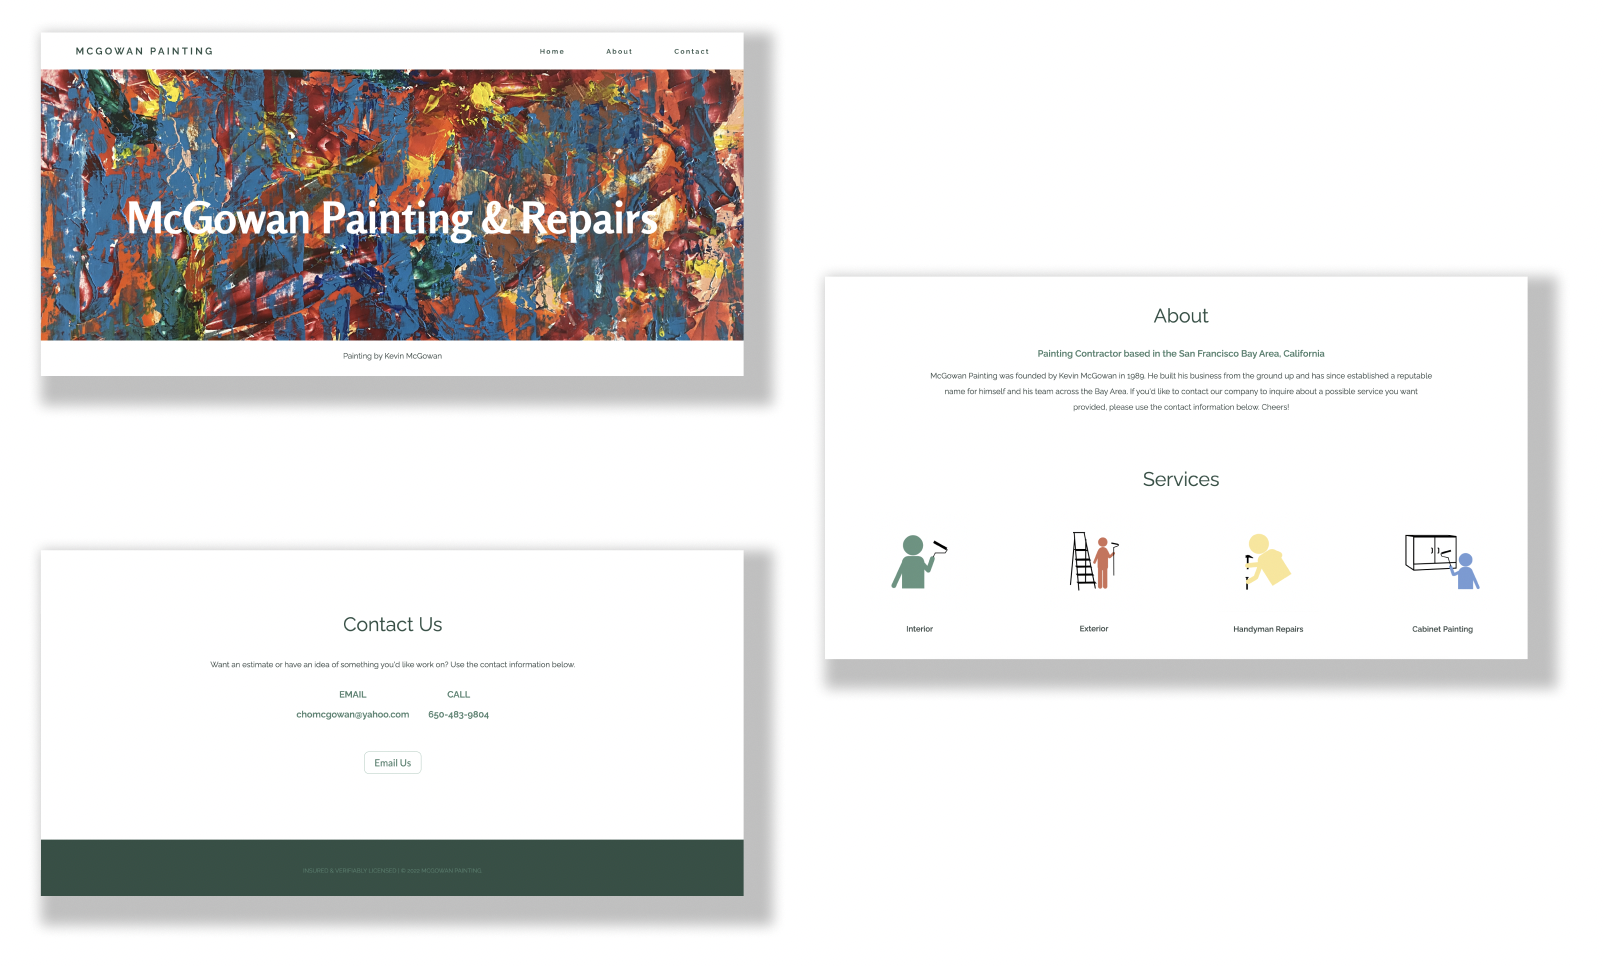 MCGOWAN PAINTING
Home About Contact
McGowan Painting & Repairs
Painting by Kevin McGowan
About
Painting Contractor based in the San Francisco Bay Area, California
McGowan Painting was founded by Kevin McGowan in 1989. He built his business from the ground up and has since established a reputable
name for himself and his team across the Bay Area. If you'd like to contact our company to inquire about a possible service you want
provided, please use the contact information below. Cheers!
Services
Interior Exterior Handyman Repairs Cabinet Painting
Contact Us
Want an estimate or have an idea of something you'd like work on? Use the contact information below.
EMAIL CALL
chomcgowan@yahoo.com 650-483-9804
Email Us
INSURED & VERIFIABLY LICENSED | © 2022 MCGOWAN PAINTING